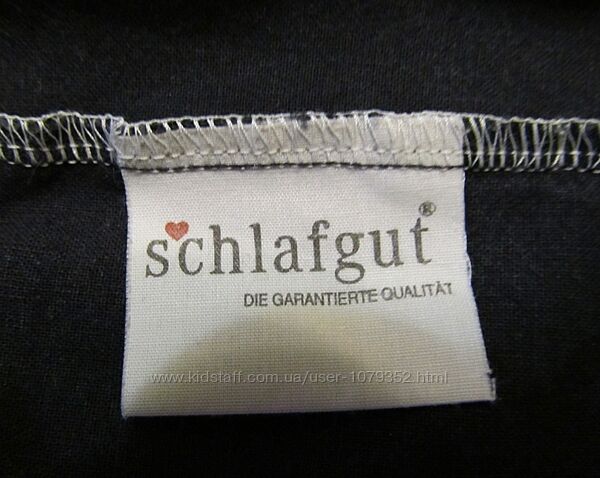 schlafgut®
DIE GARANTIERTE QUALITÄT
www.kidstaff.com.ua/user-1079352.html